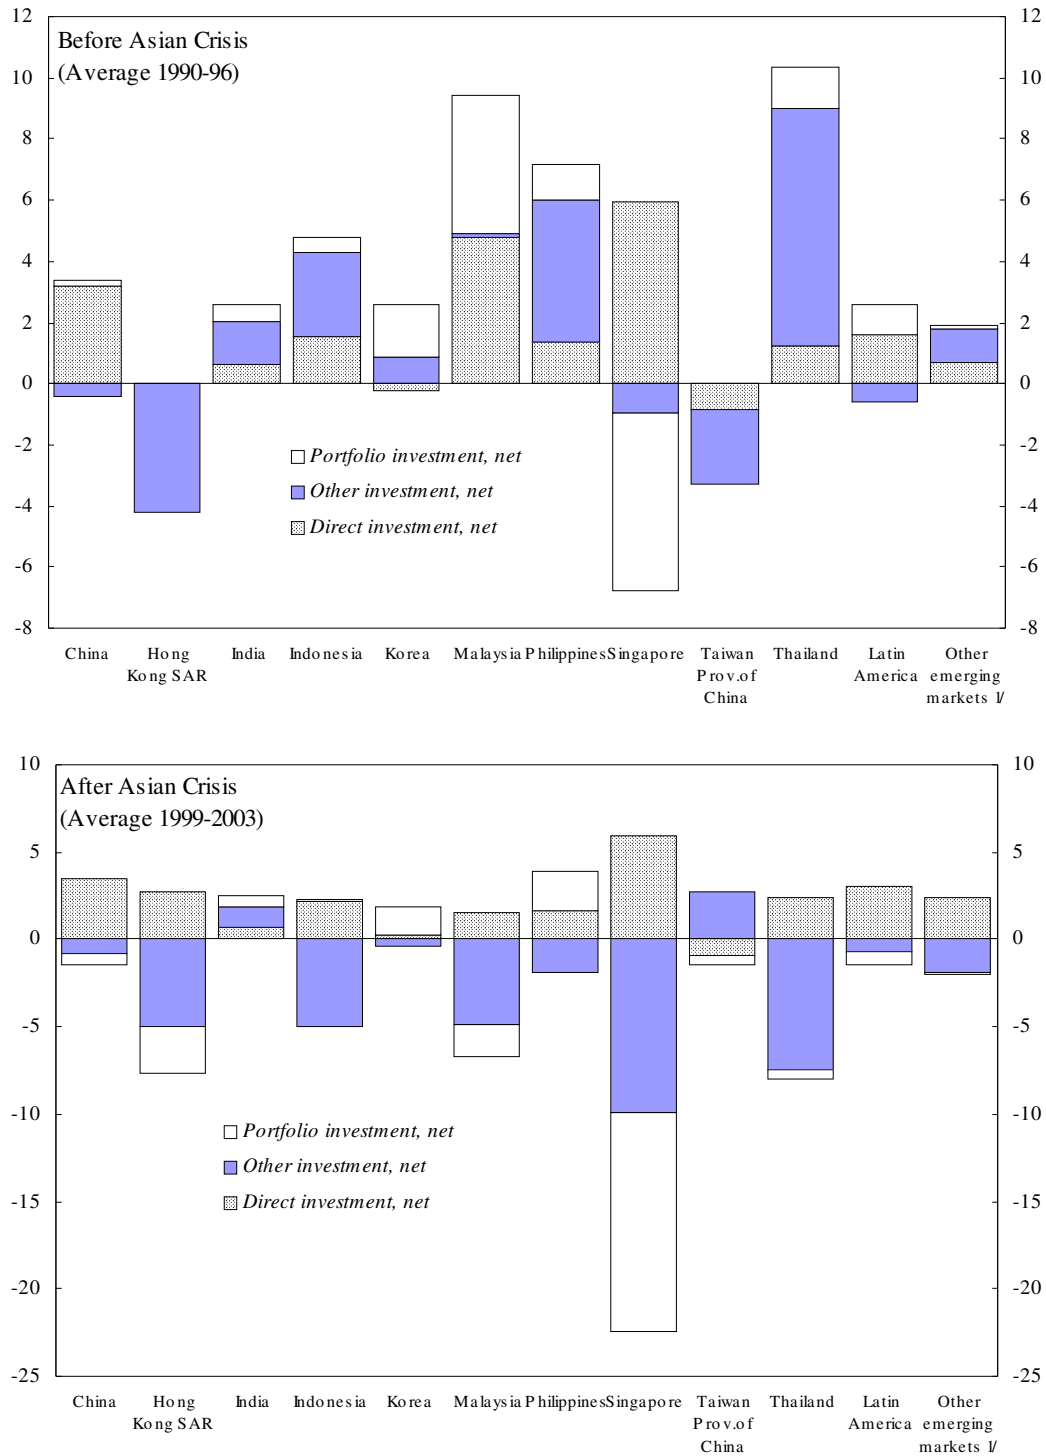 12 12
Before Asian Crisis
(Average 1990-96)
10 10
8 8
6 6
4 4
2 2
0 0
-2 -2
Portfolio investment, net
-4 Other investment, net -4
Direct investment, net
-6 -6
-8 -8
China Hong India Indonesia Korea Malaysia Philippines Singapore Taiwan Thailand Latin Other
Kong SAR Prov.of America emerging
China markets 1/
10 10
After Asian Crisis
(Average 1999-2003)
5 5
0 0
-5 -5
-10 -10
Portfolio investment, net
Other investment, net
-15 Direct investment, net -15
-20 -20
-25 -25
China Hong India Indonesia Korea Malaysia Philippines Singapore Taiwan Thailand Latin Other
Kong SAR Prov.of America emerging
China markets 1/